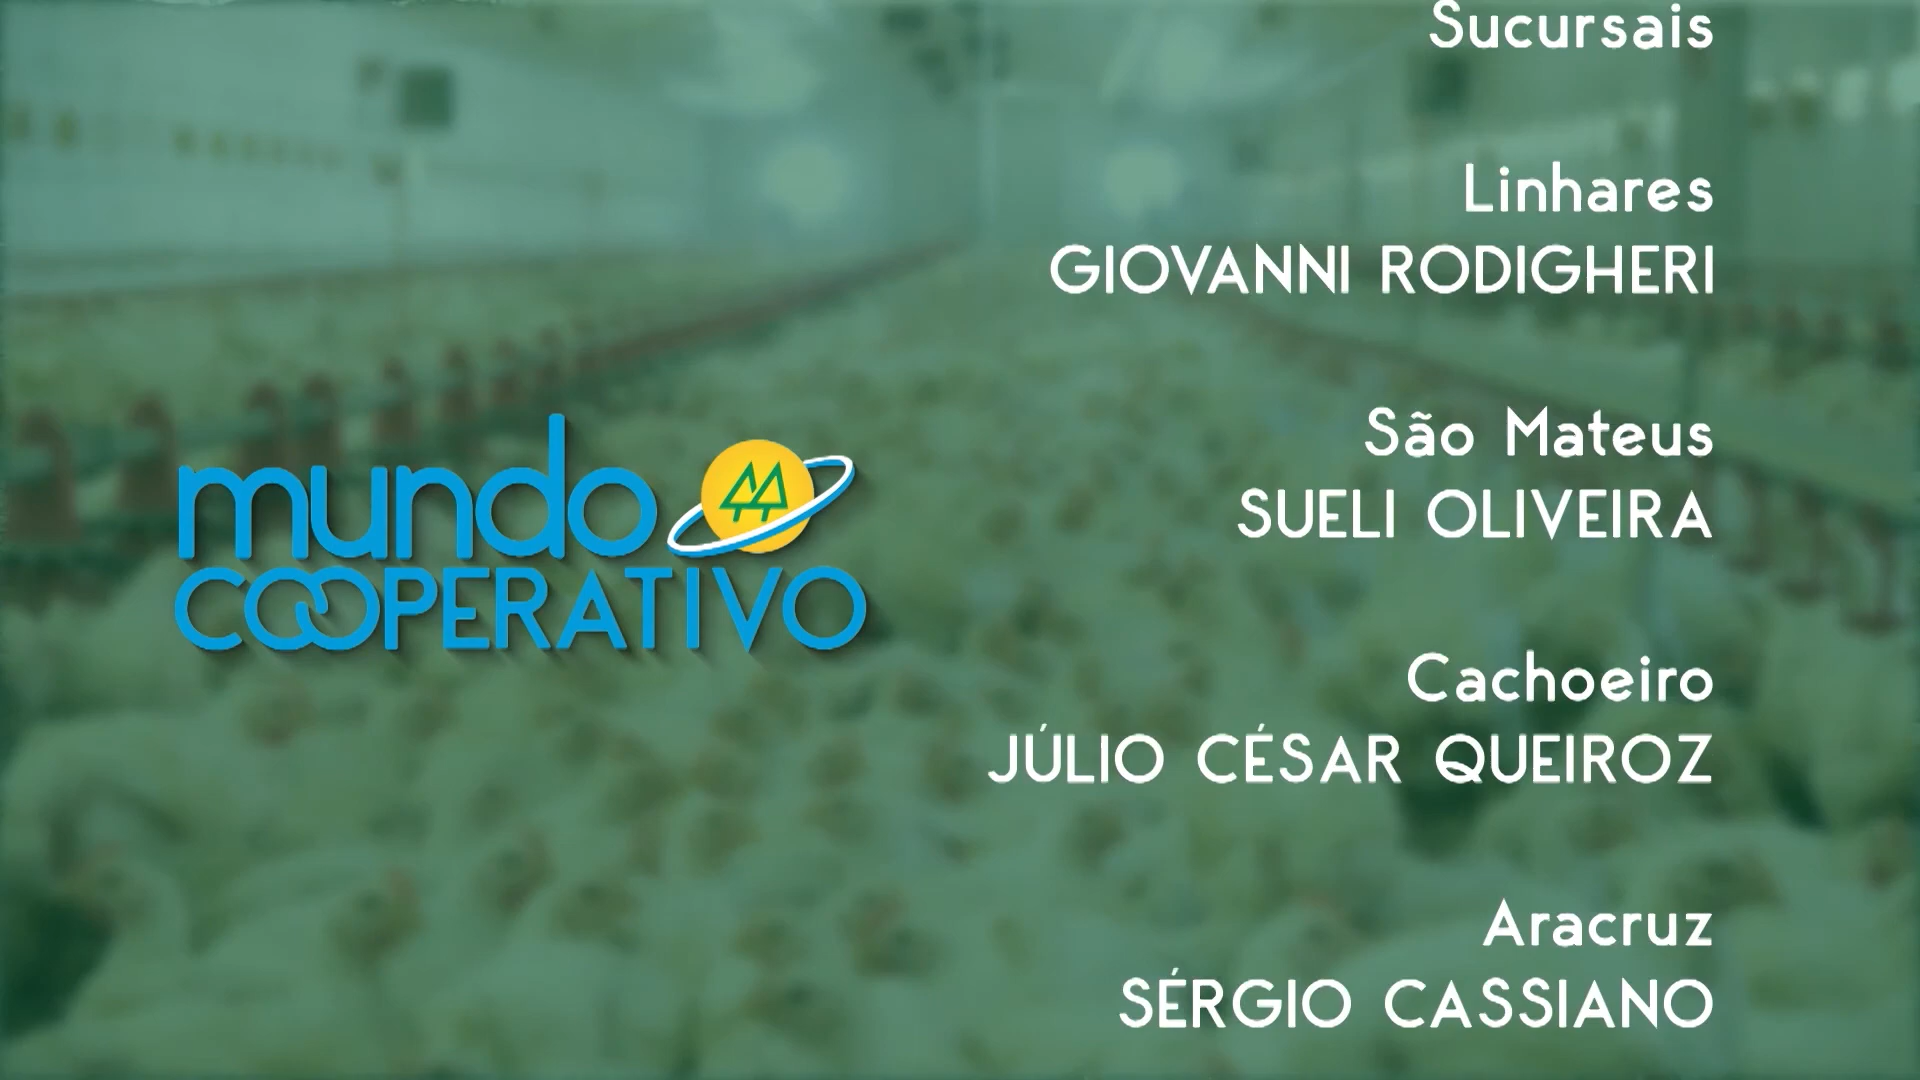 mundo
COOPERATIVO
Sucursais
Linhares
GIOVANNI RODIGHERI
São Mateus
SUELI OLIVEIRA
Cachoeiro
JÚLIO CÉSAR QUEIROZ
Aracruz
SÉRGIO CASSIANO